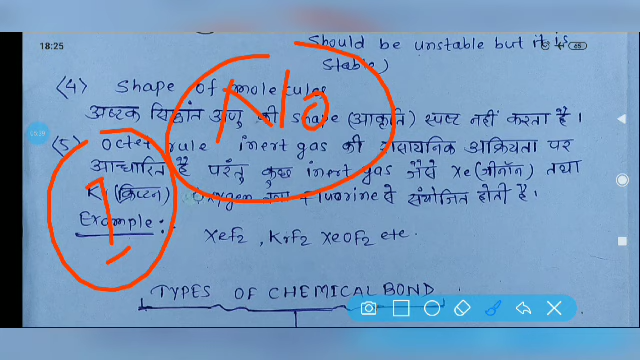 should be unstable but it is
18:25
65
stable)
(4) Shape of molecules
अष्टक सिद्धांत अणु की shape (आकृति) स्पष्ट नहीं करता है।
No
(5) octet rule inert gas की रासायनिक अक्रियता पर
आधारित है परंतु कुछ inert gas जैसे Xe (जीनॉन) तथा
Kr (क्रिप्टन) oxygen तथा fluorine से संयोजित होती है।
1
Example:-
XeF2, KrF2 XeOF2 etc.
TYPES OF CHEMICAL BOND